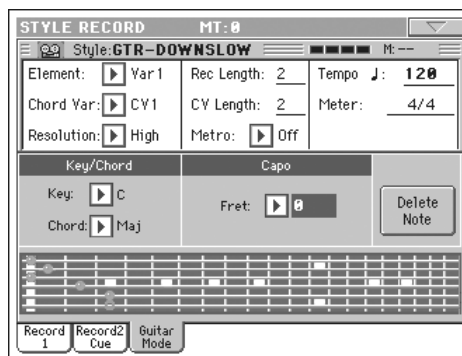 STYLE RECORD MT:0
Style:GTR-DOWNSLOW M: --
Element: Var1 Rec Length: 2 Tempo ♩: 120
Chord Var: CV1 CV Length: 2 Meter: 4/4
Resolution: High Metro: Off
Key/Chord Capo
Key: C
Fret: 0
Delete
Note
Chord: Maj
Record
1
Record2
Cue
Guitar
Mode